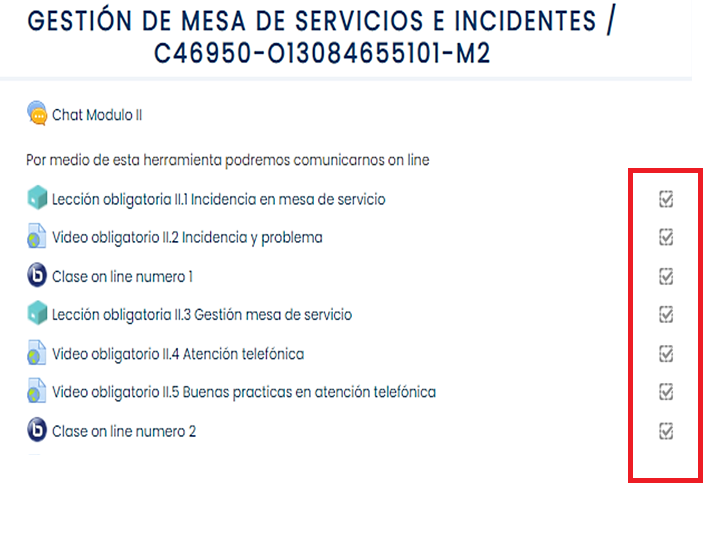 GESTIÓN DE MESA DE SERVICIOS E INCIDENTES /
C46950-O13084655101-M2
Chat Modulo II
Por medio de esta herramienta podremos comunicarnos on line
Lección obligatoria II.1 Incidencia en mesa de servicio
Video obligatorio II.2 Incidencia y problema
b Clase on line numero 1
Lección obligatoria II.3 Gestión mesa de servicio
Video obligatorio II.4 Atención telefónica
Video obligatorio II.5 Buenas practicas en atención telefónica
b Clase on line numero 2